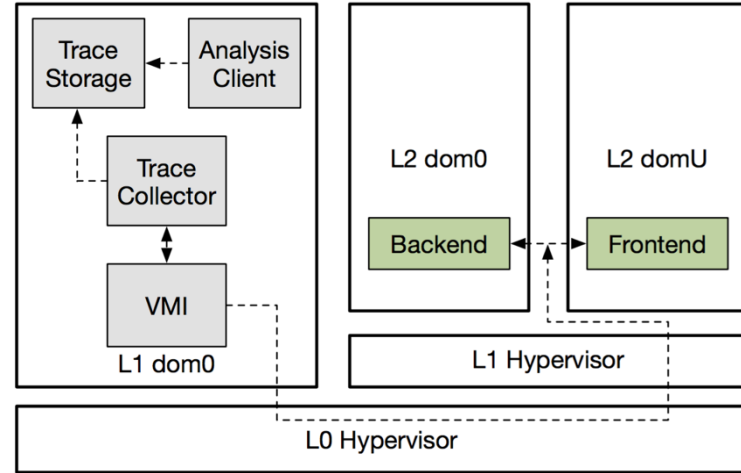 Trace
Storage
Analysis
Client
Trace
Collector
VMI
L1 dom0
L2 dom0
Backend
L2 domU
Frontend
L1 Hypervisor
L0 Hypervisor